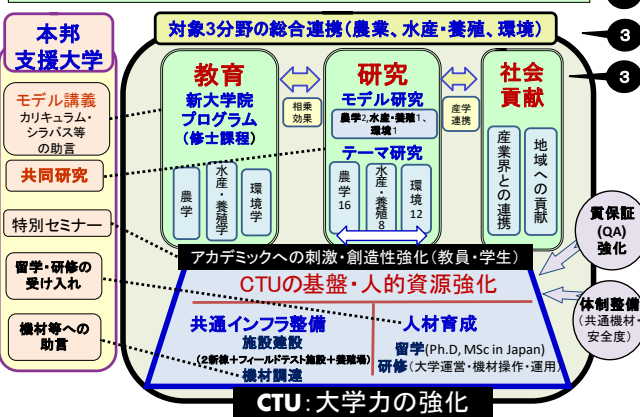 本邦
支援大学
モデル講義
カリキュラム・
シラバス等
の助言
共同研究
特別セミナー
留学・研修の
受け入れ
機材等への
助言
対象3分野の総合連携(農業、水産・養殖、環境)
3
3
教育
新大学院
プログラム
(修士課程)
農学
水産・養殖学
環境学
相乗
効果
研究
モデル研究
農学2,水産・養殖1、
環境1
テーマ研究
農学16
水産・養殖8
環境12
産学
連携
社会
貢献
産業界との連携
地域への貢献
質保証
(QA)
強化
体制整備
(共通機材・
安全度)
アカデミックへの刺激・創造性強化(教員・学生)
CTUの基盤・人的資源強化
共通インフラ整備
施設建設
(2新棟+フィールドテスト施設+養殖場)
機材調達
人材育成
留学(Ph.D, MSc in Japan)
研修(大学運営・機材操作・運用)
CTU:大学力の強化